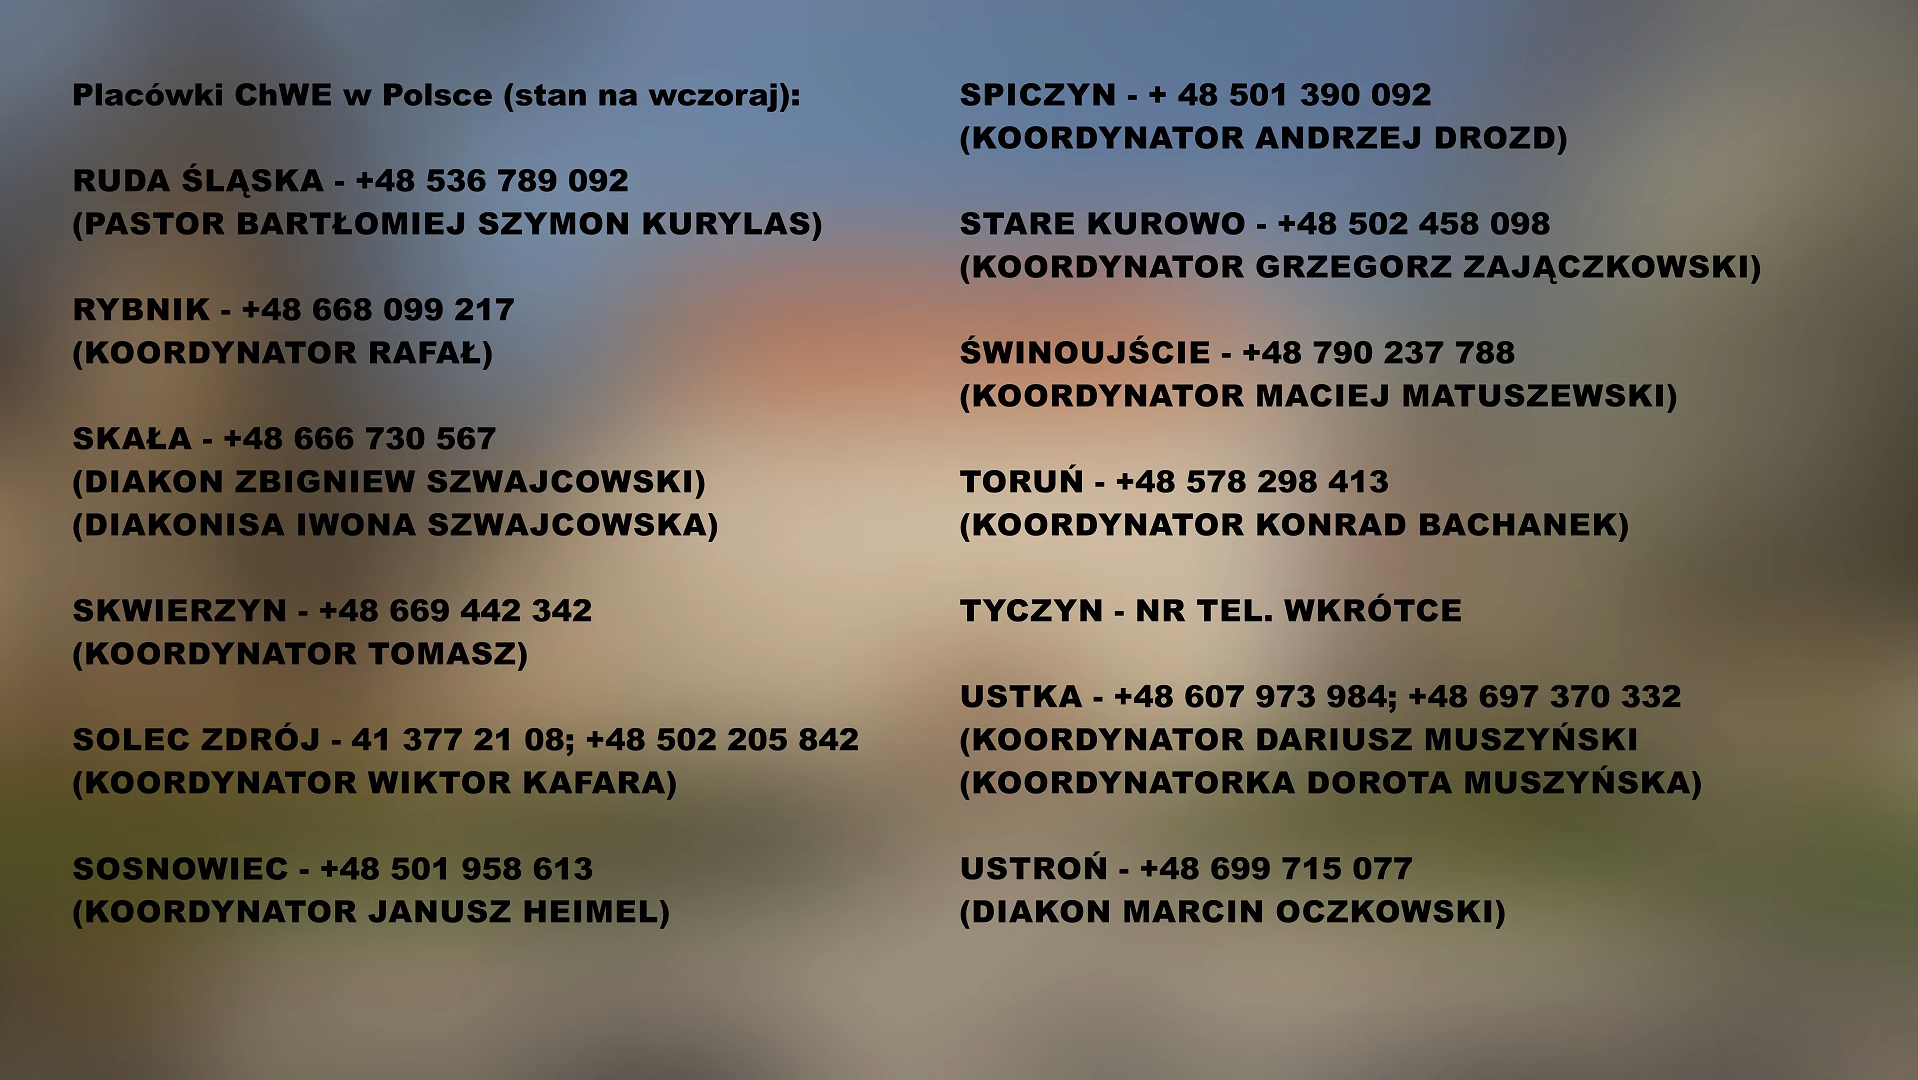 Placówki ChWE w Polsce (stan na wczoraj):
RUDA ŚLĄSKA - +48 536 789 092
(PASTOR BARTŁOMIEJ SZYMON KURYLAS)
RYBNIK - +48 668 099 217
(KOORDYNATOR RAFAŁ)
SKAŁA - +48 666 730 567
(DIAKON ZBIGNIEW SZWAJCOWSKI)
(DIAKONISA IWONA SZWAJCOWSKA)
SKWIERZYN - +48 669 442 342
(KOORDYNATOR TOMASZ)
SOLEC ZDRÓJ - 41 377 21 08; +48 502 205 842
(KOORDYNATOR WIKTOR KAFARA)
SOSNOWIEC - +48 501 958 613
(KOORDYNATOR JANUSZ HEIMEL)
SPICZYN - + 48 501 390 092
(KOORDYNATOR ANDRZEJ DROZD)
STARE KUROWO - +48 502 458 098
(KOORDYNATOR GRZEGORZ ZAJĄCZKOWSKI)
ŚWINOUJŚCIE - +48 790 237 788
(KOORDYNATOR MACIEJ MATUSZEWSKI)
TORUŃ - +48 578 298 413
(KOORDYNATOR KONRAD BACHANEK)
TYCZYN - NR TEL. WKRÓTCE
USTKA - +48 607 973 984; +48 697 370 332
(KOORDYNATOR DARIUSZ MUSZYŃSKI
(KOORDYNATORKA DOROTA MUSZYŃSKA)
USTROŃ - +48 699 715 077
(DIAKON MARCIN OCZKOWSKI)